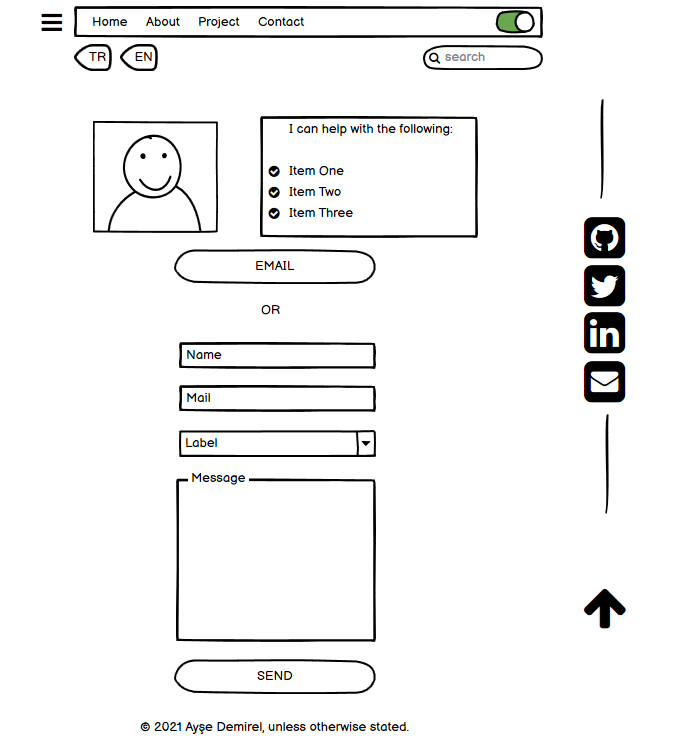 Home About Project Contact
TR EN search
I can help with the following:
Item One
Item Two
Item Three
EMAIL
OR
Name
Mail
Label
Message
SEND
© 2021 Ayşe Demirel, unless otherwise stated.